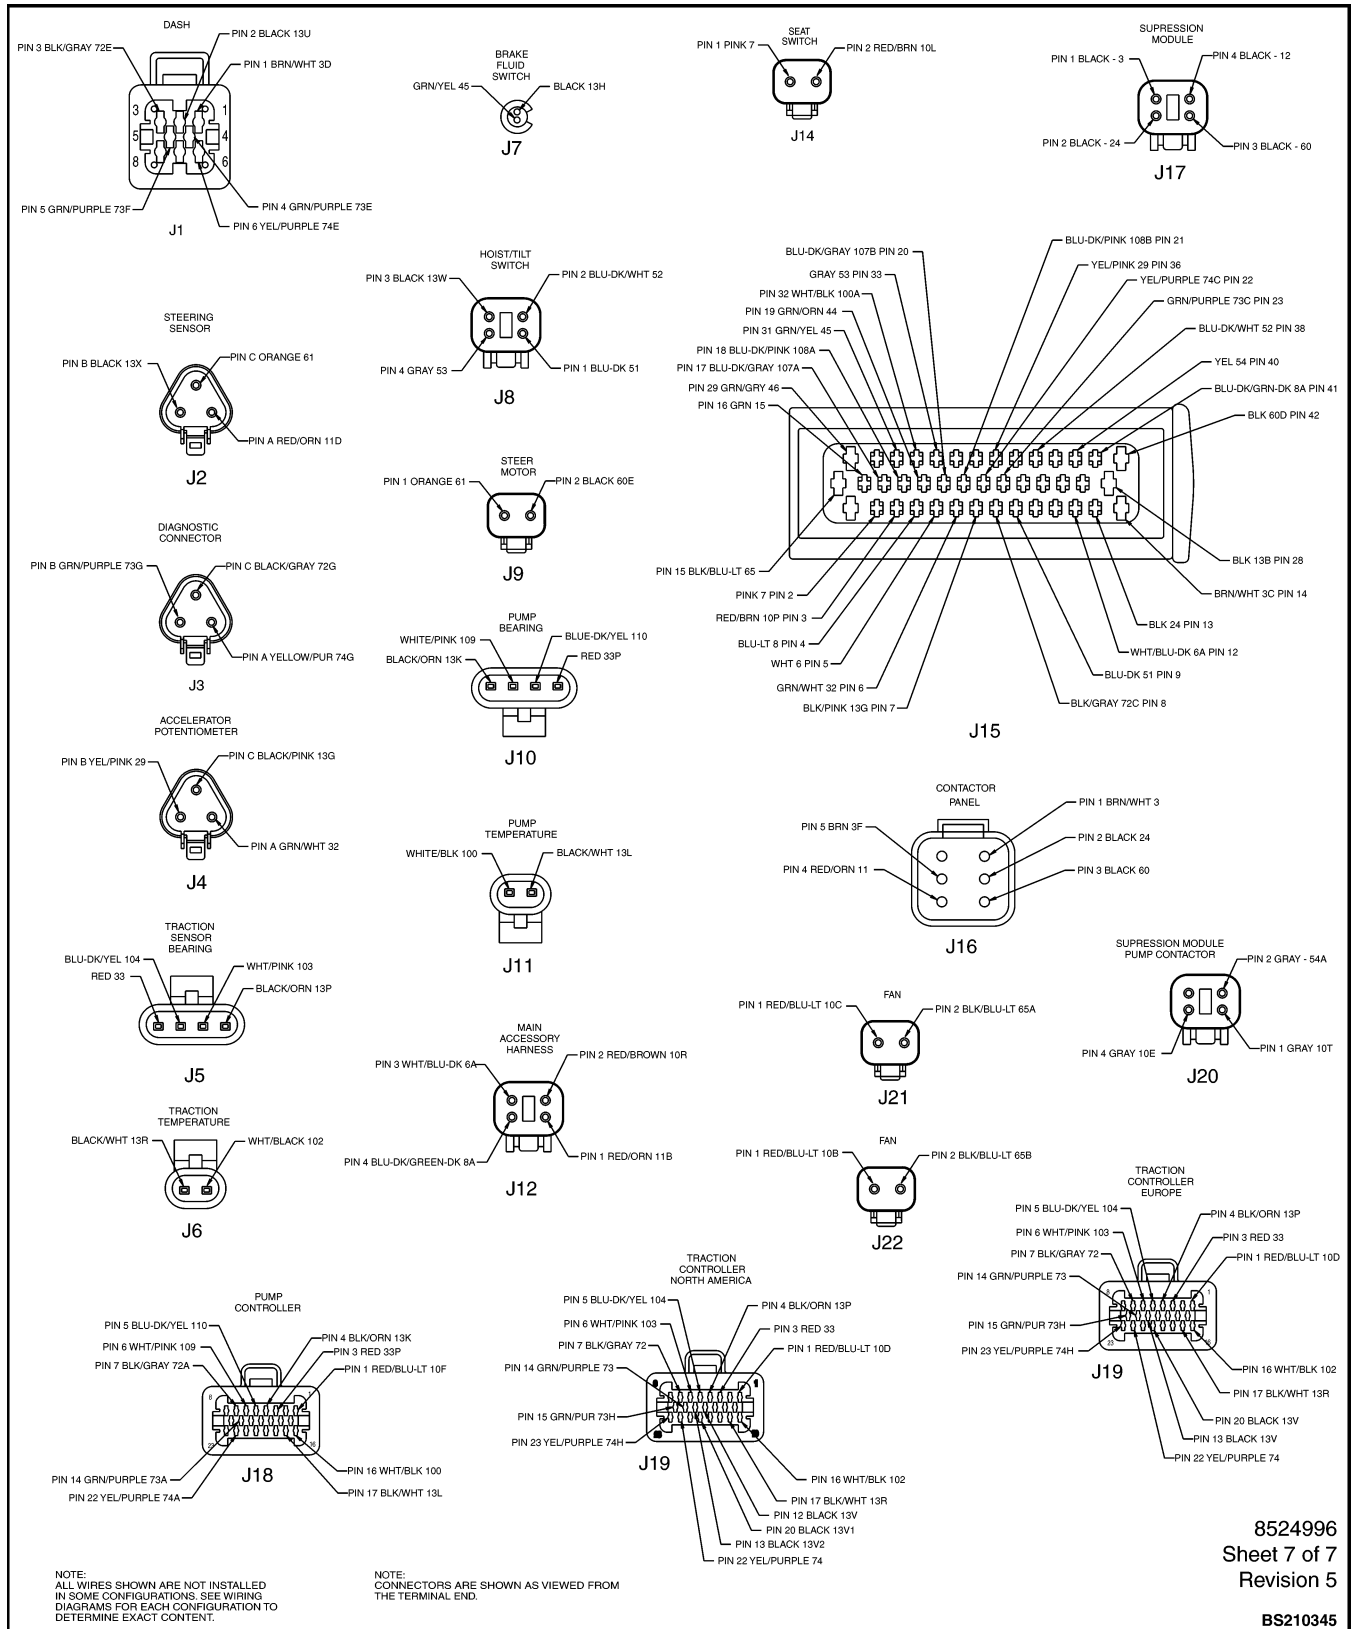 DASH
PIN 3 BLK/GRAY 72E
PIN 2 BLACK 13U
PIN 1 BRN/WHT 3D
3
1
5
4
8
6
PIN 5 GRN/PURPLE 73F
PIN 4 GRN/PURPLE 73E
PIN 6 YEL/PURPLE 74E
J1
BRAKE
FLUID
SWITCH
GRN/YEL 45
BLACK 13H
J7
SEAT
SWITCH
PIN 1 PINK 7
PIN 2 RED/BRN 10L
J14
SUPRESSION
MODULE
PIN 1 BLACK - 3
PIN 4 BLACK - 12
PIN 2 BLACK - 24
PIN 3 BLACK - 60
J17
STEERING
SENSOR
PIN B BLACK 13X
PIN C ORANGE 61
PIN A RED/ORN 11D
J2
HOIST/TILT
SWITCH
PIN 3 BLACK 13W
PIN 2 BLU-DK/WHT 52
PIN 4 GRAY 53
PIN 1 BLU-DK 51
J8
STEER
MOTOR
PIN 1 ORANGE 61
PIN 2 BLACK 60E
J9
BLU-DK/GRAY 107B PIN 20
GRAY 53 PIN 33
PIN 32 WHT/BLK 100A
PIN 19 GRN/ORN 44
PIN 31 GRN/YEL 45
PIN 18 BLU-DK/PINK 108A
PIN 17 BLU-DK/GRAY 107A
PIN 29 GRN/GRY 46
PIN 16 GRN 15
BLU-DK/PINK 108B PIN 21
YEL/PINK 29 PIN 36
YEL/PURPLE 74C PIN 22
GRN/PURPLE 73C PIN 23
BLU-DK/WHT 52 PIN 38
YEL 54 PIN 40
BLU-DK/GRN-DK 8A PIN 41
BLK 60D PIN 42
PIN 15 BLK/BLU-LT 65
PINK 7 PIN 2
RED/BRN 10P PIN 3
BLU-LT 8 PIN 4
WHT 6 PIN 5
GRN/WHT 32 PIN 6
BLK/PINK 13G PIN 7
BLK 13B PIN 28
BRN/WHT 3C PIN 14
BLK 24 PIN 13
WHT/BLU-DK 6A PIN 12
BLU-DK 51 PIN 9
BLK/GRAY 72C PIN 8
J15
DIAGNOSTIC
CONNECTOR
PIN B GRN/PURPLE 73G
PIN C BLACK/GRAY 72G
PIN A YELLOW/PUR 74G
J3
PUMP
BEARING
WHITE/PINK 109
BLUE-DK/YEL 110
BLACK/ORN 13K
RED 33P
J10
ACCELERATOR
POTENTIOMETER
PIN B YEL/PINK 29
PIN C BLACK/PINK 13G
PIN A GRN/WHT 32
J4
PUMP
TEMPERATURE
WHITE/BLK 100
BLACK/WHT 13L
J11
CONTACTOR
PANEL
PIN 5 BRN 3F
PIN 4 RED/ORN 11
PIN 1 BRN/WHT 3
PIN 2 BLACK 24
PIN 3 BLACK 60
J16
TRACTION
SENSOR
BEARING
BLU-DK/YEL 104
RED 33
WHT/PINK 103
BLACK/ORN 13P
J5
SUPRESSION MODULE
PUMP CONTACTOR
PIN 2 GRAY - 54A
PIN 4 GRAY 10E
PIN 1 GRAY 10T
J20
FAN
PIN 1 RED/BLU-LT 10C
PIN 2 BLK/BLU-LT 65A
J21
MAIN
ACCESSORY
HARNESS
PIN 3 WHT/BLU-DK 6A
PIN 2 RED/BROWN 10R
PIN 4 BLU-DK/GREEN-DK 8A
PIN 1 RED/ORN 11B
J12
TRACTION
TEMPERATURE
BLACK/WHT 13R
WHT/BLACK 102
J6
FAN
PIN 1 RED/BLU-LT 10B
PIN 2 BLK/BLU-LT 65B
J22
TRACTION
CONTROLLER
EUROPE
PIN 5 BLU-DK/YEL 104
PIN 6 WHT/PINK 103
PIN 7 BLK/GRAY 72
PIN 14 GRN/PURPLE 73
PIN 15 GRN/PUR 73H
PIN 23 YEL/PURPLE 74H
PIN 4 BLK/ORN 13P
PIN 3 RED 33
PIN 1 RED/BLU-LT 10D
J19
PIN 16 WHT/BLK 102
PIN 17 BLK/WHT 13R
PIN 20 BLACK 13V
PIN 13 BLACK 13V
PIN 22 YEL/PURPLE 74
PUMP
CONTROLLER
PIN 5 BLU-DK/YEL 110
PIN 6 WHT/PINK 109
PIN 7 BLK/GRAY 72A
PIN 4 BLK/ORN 13K
PIN 3 RED 33P
PIN 1 RED/BLU-LT 10F
PIN 14 GRN/PURPLE 73A
PIN 22 YEL/PURPLE 74A
J18
PIN 16 WHT/BLK 100
PIN 17 BLK/WHT 13L
TRACTION
CONTROLLER
NORTH AMERICA
PIN 5 BLU-DK/YEL 104
PIN 6 WHT/PINK 103
PIN 7 BLK/GRAY 72
PIN 14 GRN/PURPLE 73
PIN 15 GRN/PUR 73H
PIN 23 YEL/PURPLE 74H
PIN 4 BLK/ORN 13P
PIN 3 RED 33
PIN 1 RED/BLU-LT 10D
J19
PIN 16 WHT/BLK 102
PIN 17 BLK/WHT 13R
PIN 12 BLACK 13V
PIN 20 BLACK 13V1
PIN 13 BLACK 13V2
PIN 22 YEL/PURPLE 74
NOTE:
ALL WIRES SHOWN ARE NOT INSTALLED
IN SOME CONFIGURATIONS. SEE WIRING
DIAGRAMS FOR EACH CONFIGURATION TO
DETERMINE EXACT CONTENT.
NOTE:
CONNECTORS ARE SHOWN AS VIEWED FROM
THE TERMINAL END.
8524996
Sheet 7 of 7
Revision 5
BS210345